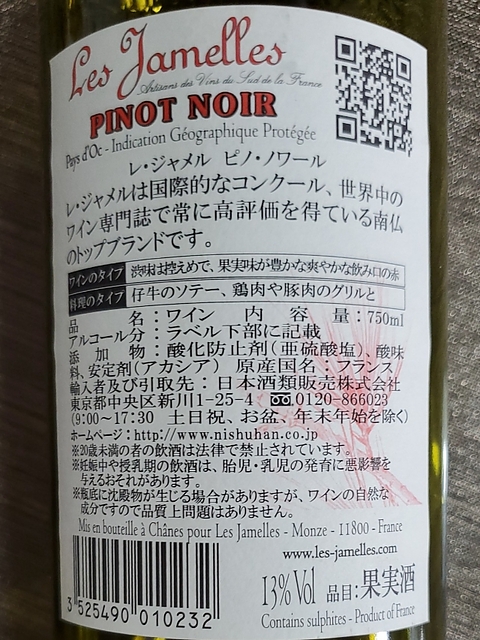 Les Jamelles
Artisans des Vins du Sud de la France
PINOT NOIR
Pays d'Oc - Indication Géographique Protégée
レ・ジャメル ピノ・ノワール
レ・ジャメルは国際的なコンクール、世界中の
ワイン専門誌で常に高評価を得ている南仏
のトップブランドです。
ワインのタイプ 渋味は控えめで、果実味が豊かな爽やかな飲み口の赤
料理のタイプ 仔牛のソテー、鶏肉や豚肉のグリルと
品名：ワイン 内容量：750ml
アルコール分：ラベル下部に記載
添加物：酸化防止剤(亜硫酸塩)、酸味
料、安定剤(アカシア) 原産国名：フランス
輸入者及び引取先：日本酒類販売株式会社
東京都中央区新川1-25-4 0120-866023
(9:00~17:30 土日祝、お盆、年末年始を除く)
ホームページ：http://www.nishuhan.co.jp
※20歳未満の者の飲酒は法律で禁止されています。
※妊娠中や授乳期の飲酒は、胎児・乳児の発育に悪影響を
与えるおそれがあります。
※瓶底に沈殿物が生じる場合がありますが、ワインの自然な
成分ですので品質上問題はありません。
Mis en bouteille à Chânes pour Les Jamelles - Monze - 11800 - France
www.les-jamelles.com
13% Vol 品目：果実酒
Contains sulphites - Product of France
3 525490 010232